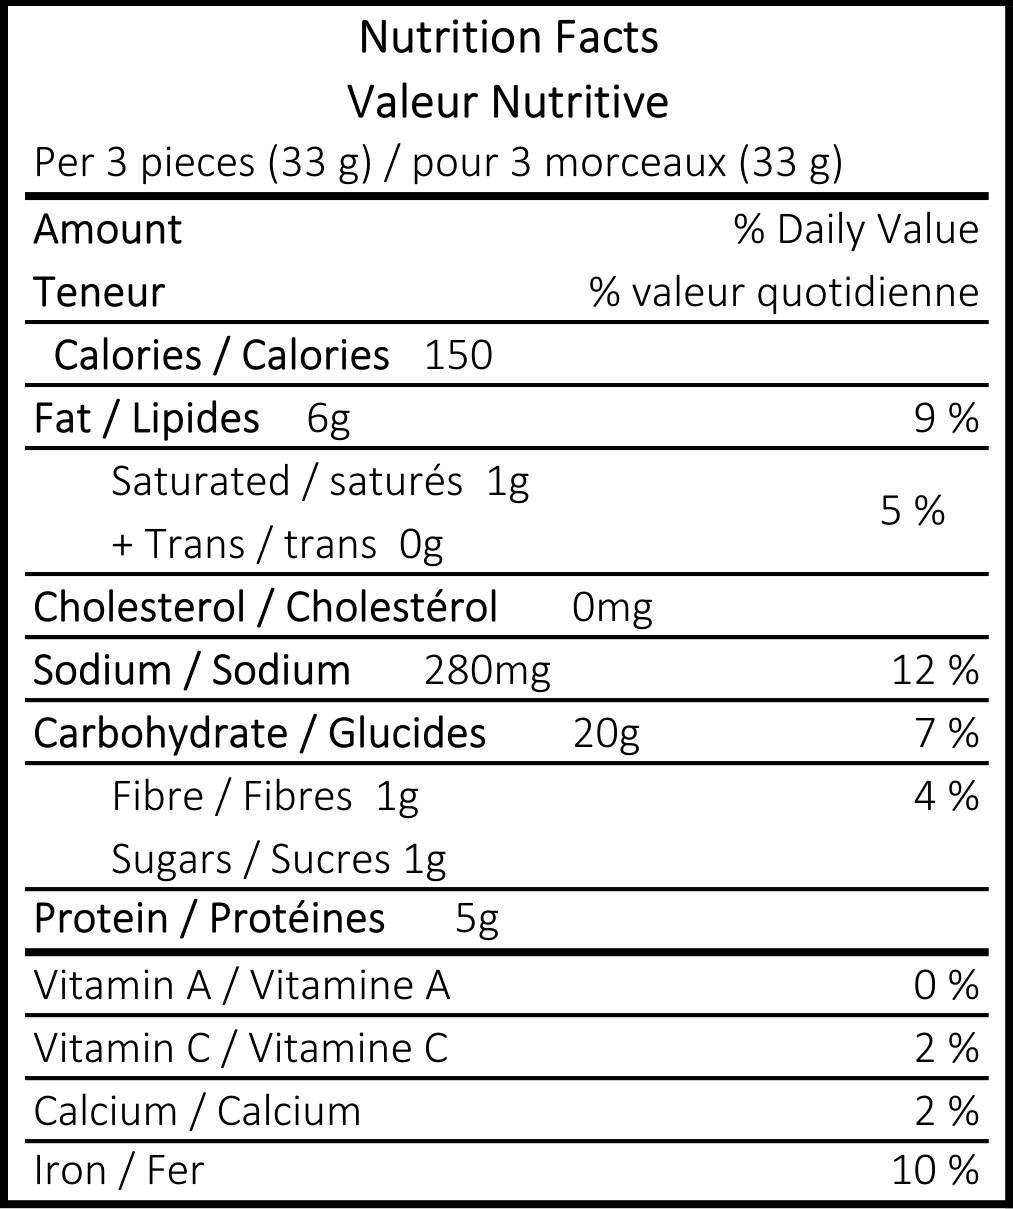 Nutrition Facts
Valeur Nutritive
Per 3 pieces (33 g) / pour 3 morceaux (33 g)
Amount % Daily Value
Teneur % valeur quotidienne
Calories / Calories 150
Fat / Lipides 6g 9 %
Saturated / saturés 1g
5 %
+ Trans / trans 0g
Cholesterol / Cholestérol 0mg
Sodium / Sodium 280mg 12 %
Carbohydrate / Glucides 20g 7 %
Fibre / Fibres 1g 4 %
Sugars / Sucres 1g
Protein / Protéines 5g
Vitamin A / Vitamine A 0 %
Vitamin C / Vitamine C 2 %
Calcium / Calcium 2 %
Iron / Fer 10 %